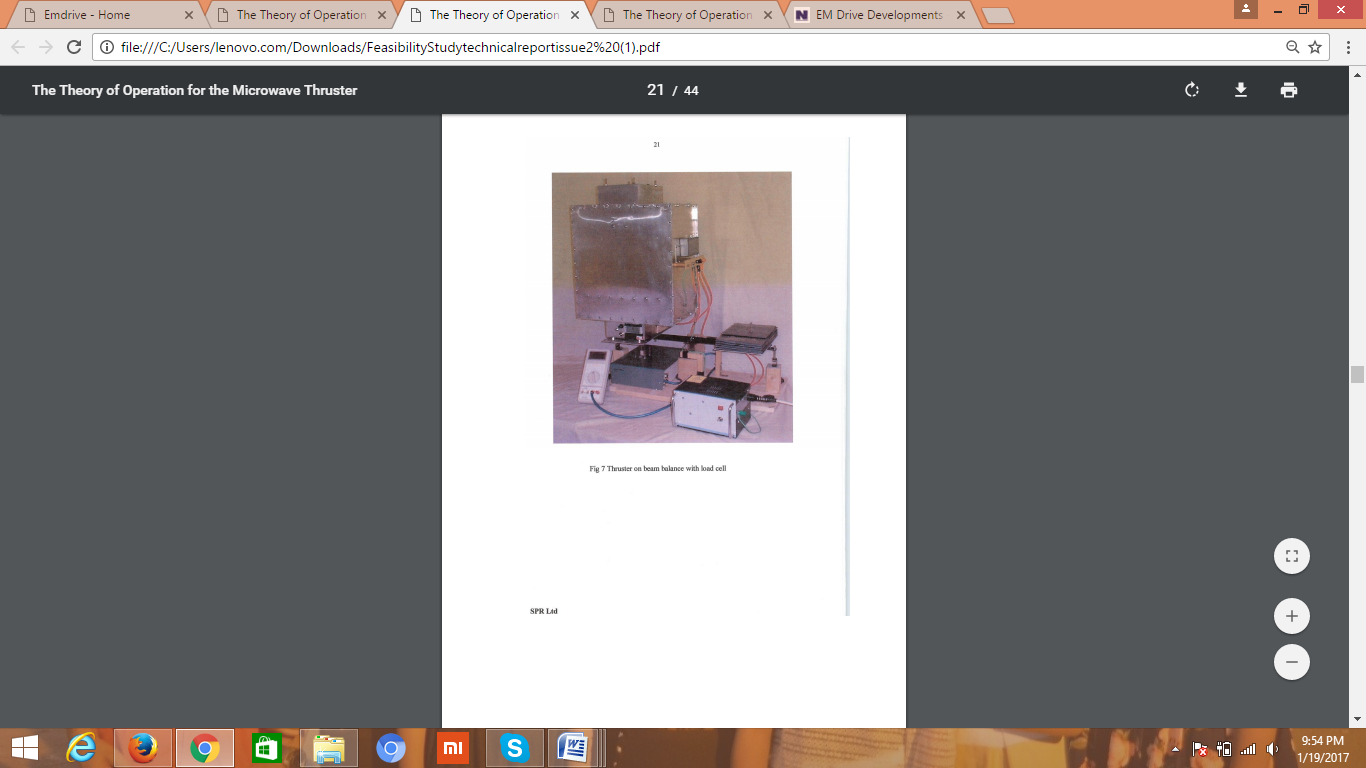 Emdrive - Home
The Theory of Operation
The Theory of Operation
The Theory of Operation
EM Drive Developments
file:///C:/Users/lenovo.com/Downloads/FeasibilityStudytechnicalreportissue2%20(1).pdf
The Theory of Operation for the Microwave Thruster
21 / 44
21
Fig 7 Thruster on beam balance with load cell
SPR Ltd
9:54 PM
1/19/2017